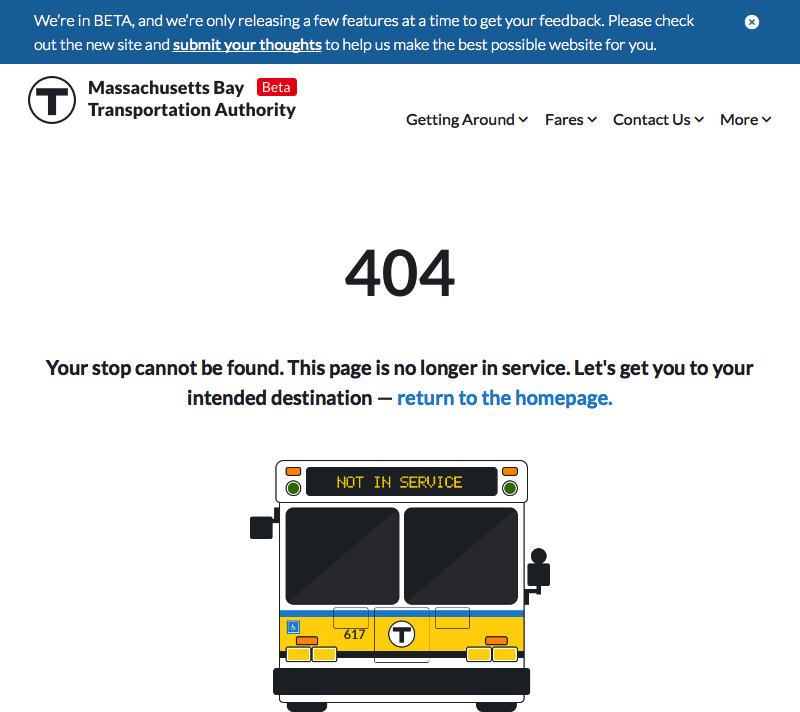 We're in BETA, and we're only releasing a few features at a time to get your feedback. Please check
out the new site and submit your thoughts to help us make the best possible website for you.
T
Massachusetts Bay Beta
Transportation Authority
Getting Around Fares Contact Us More
404
Your stop cannot be found. This page is no longer in service. Let's get you to your
intended destination — return to the homepage.
NOT IN SERVICE
617
T